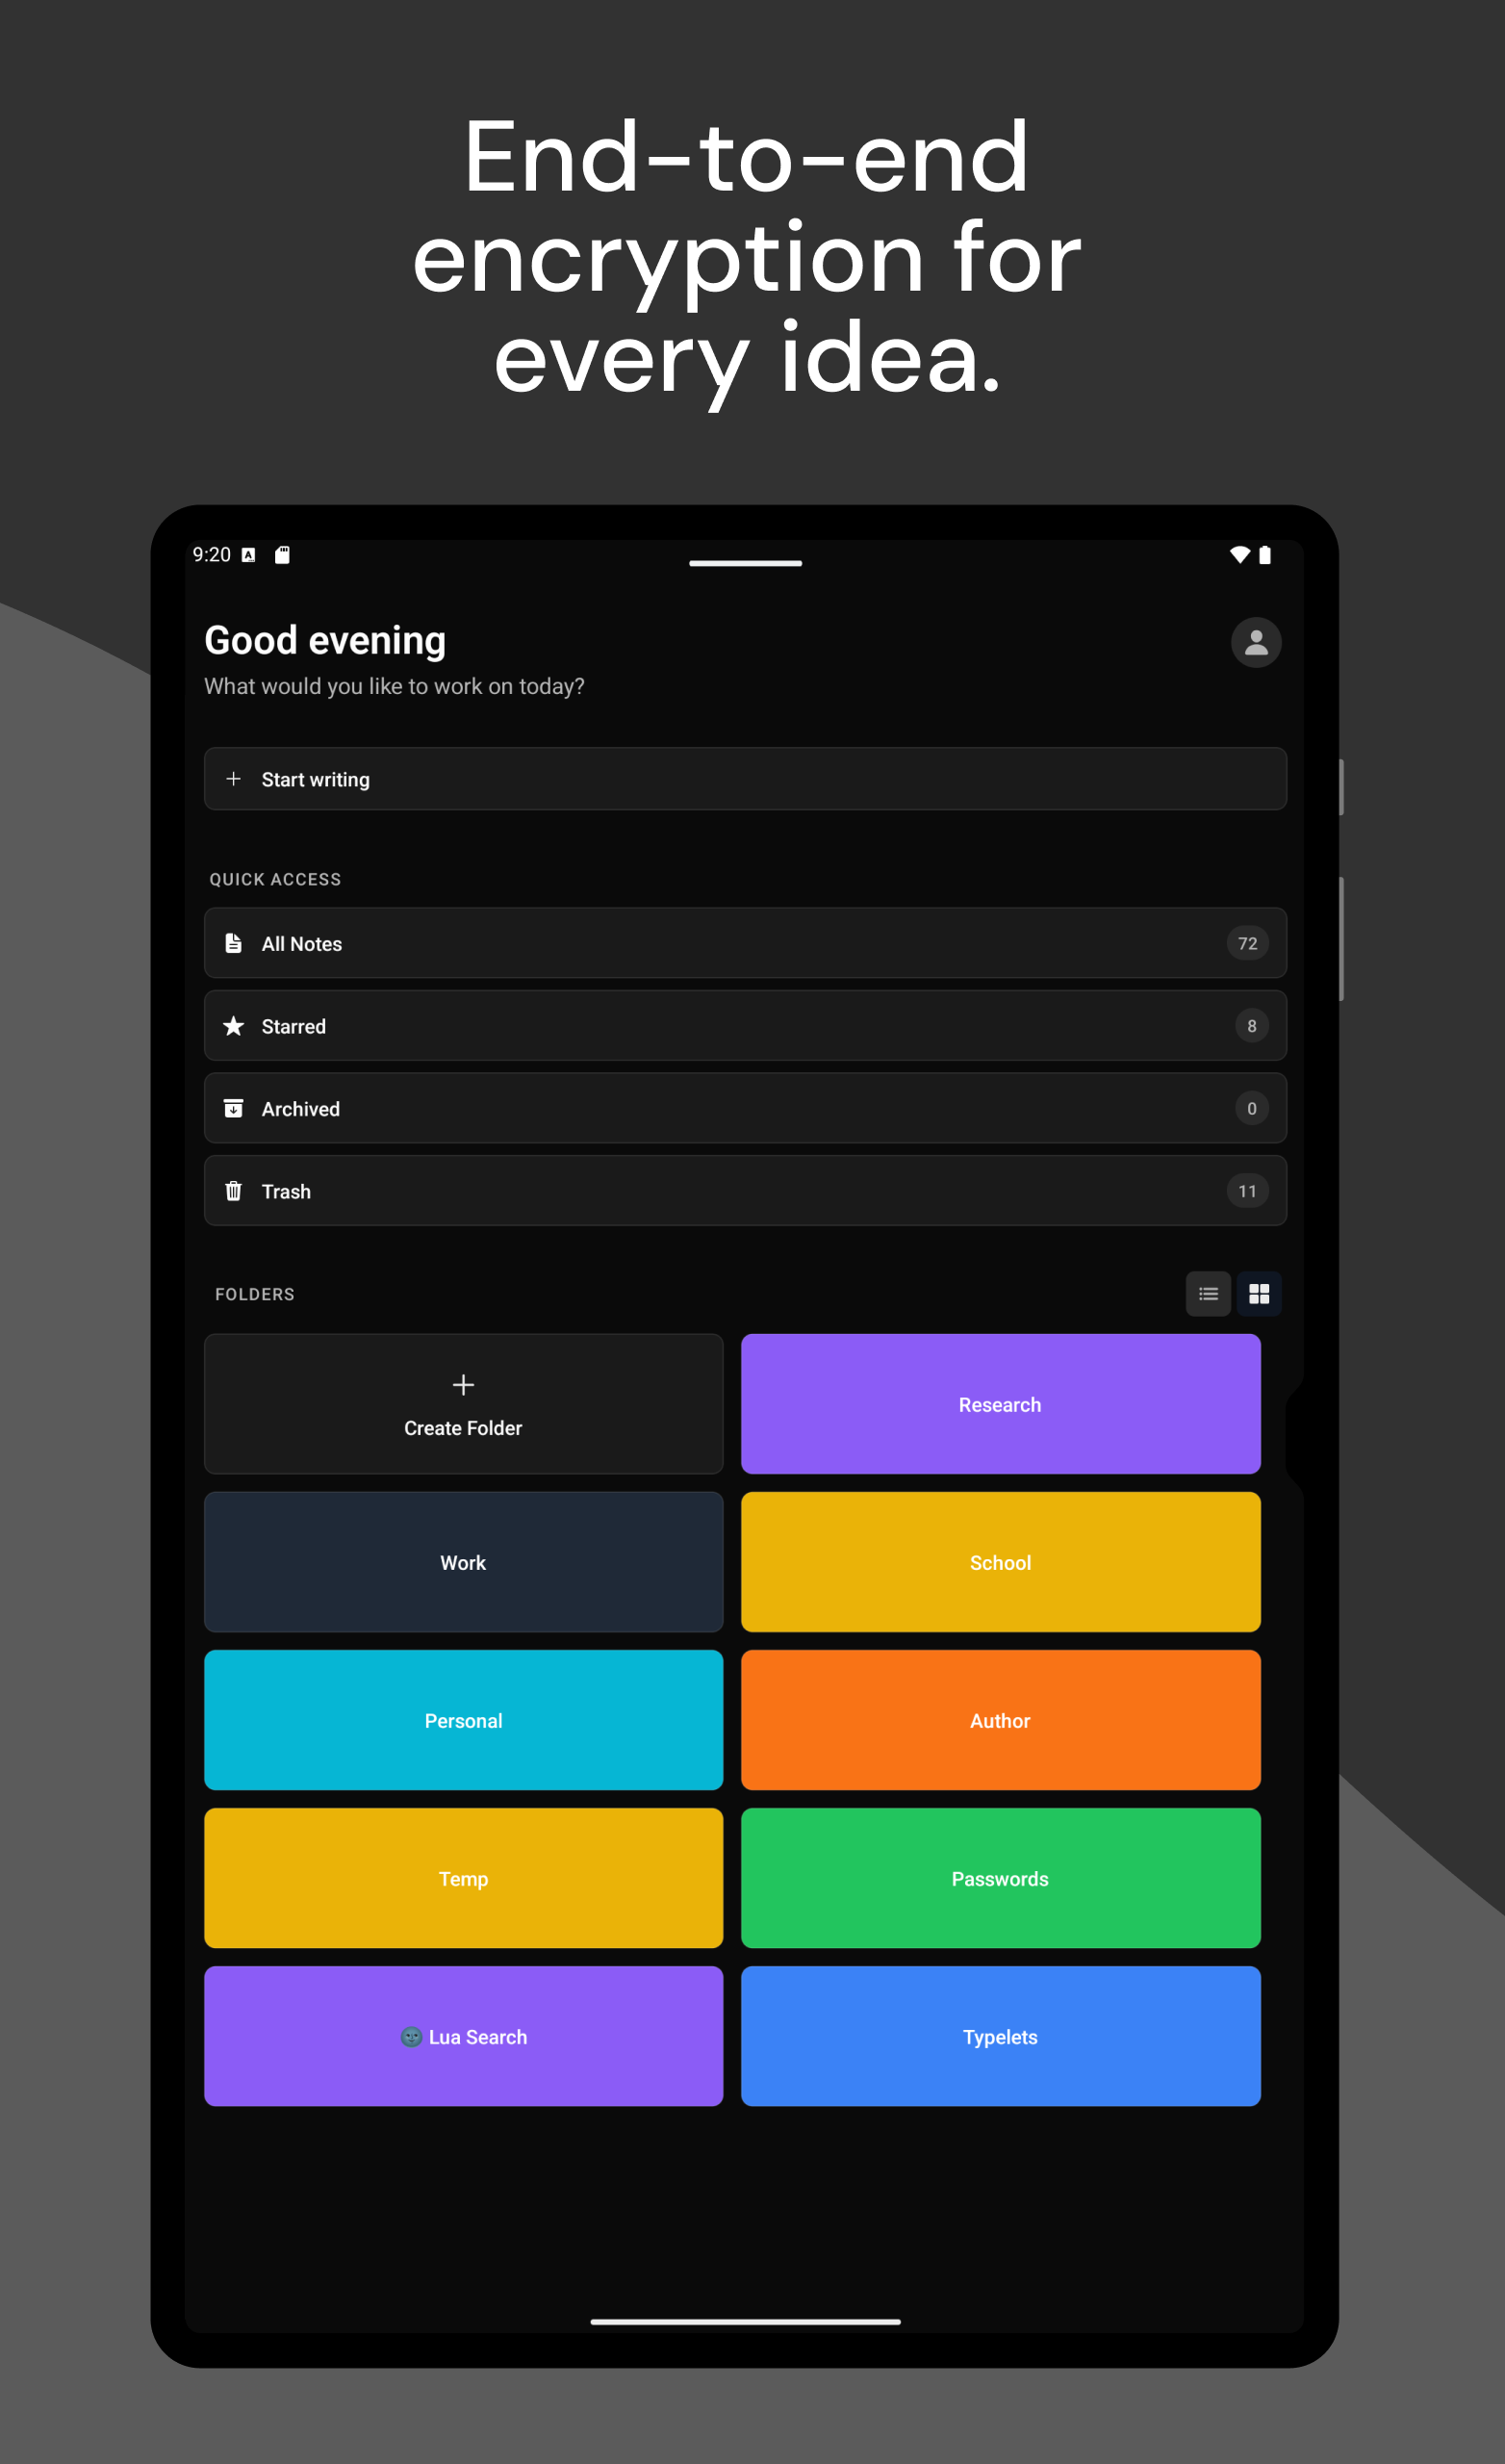 End-to-end
encryption for
every idea.
9:20
Good evening
What would you like to work on today?
Start writing
QUICK ACCESS
All Notes
72
Starred
8
Archived
0
Trash
11
FOLDERS
Create Folder
Research
Work
School
Personal
Author
Temp
Passwords
🌚 Lua Search
Typelets